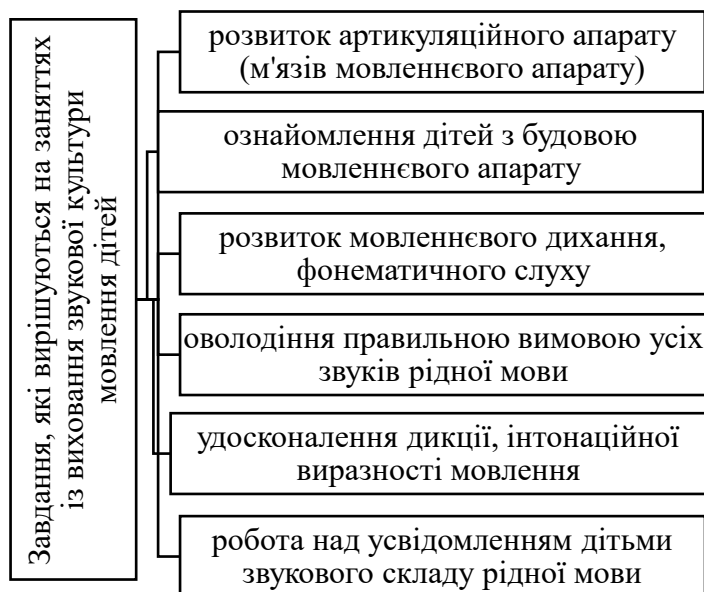 Завдання, які вирішуються на заняттях
із виховання звукової культури
мовлення дітей
розвиток артикуляційного апарату
(м'язів мовленнєвого апарату)
ознайомлення дітей з будовою
мовленнєвого апарату
розвиток мовленнєвого дихання,
фонематичного слуху
оволодіння правильною вимовою усіх
звуків рідної мови
удосконалення дикції, інтонаційної
виразності мовлення
робота над усвідомленням дітьми
звукового складу рідної мови